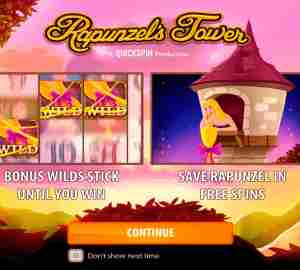 Rapunzel's Tower
A QUICKSPIN Production
WILD
WILD
WILD
BONUS WILDS STICK
UNTIL YOU WIN
SAVE RAPUNZEL IN
FREE SPINS
CONTINUE
Don't show next time